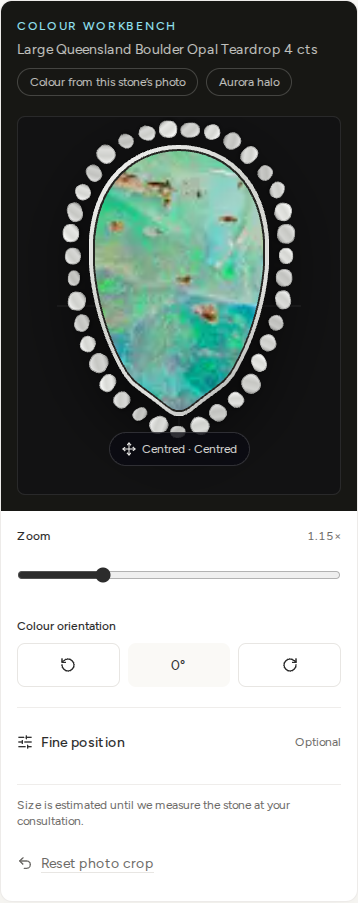 COLOUR WORKBENCH
Large Queensland Boulder Opal Teardrop 4 cts
Colour from this stone's photo
Aurora halo
Centred · Centred
Zoom
1.15×
Colour orientation
0°
Fine position
Optional
Size is estimated until we measure the stone at your
consultation.
Reset photo crop